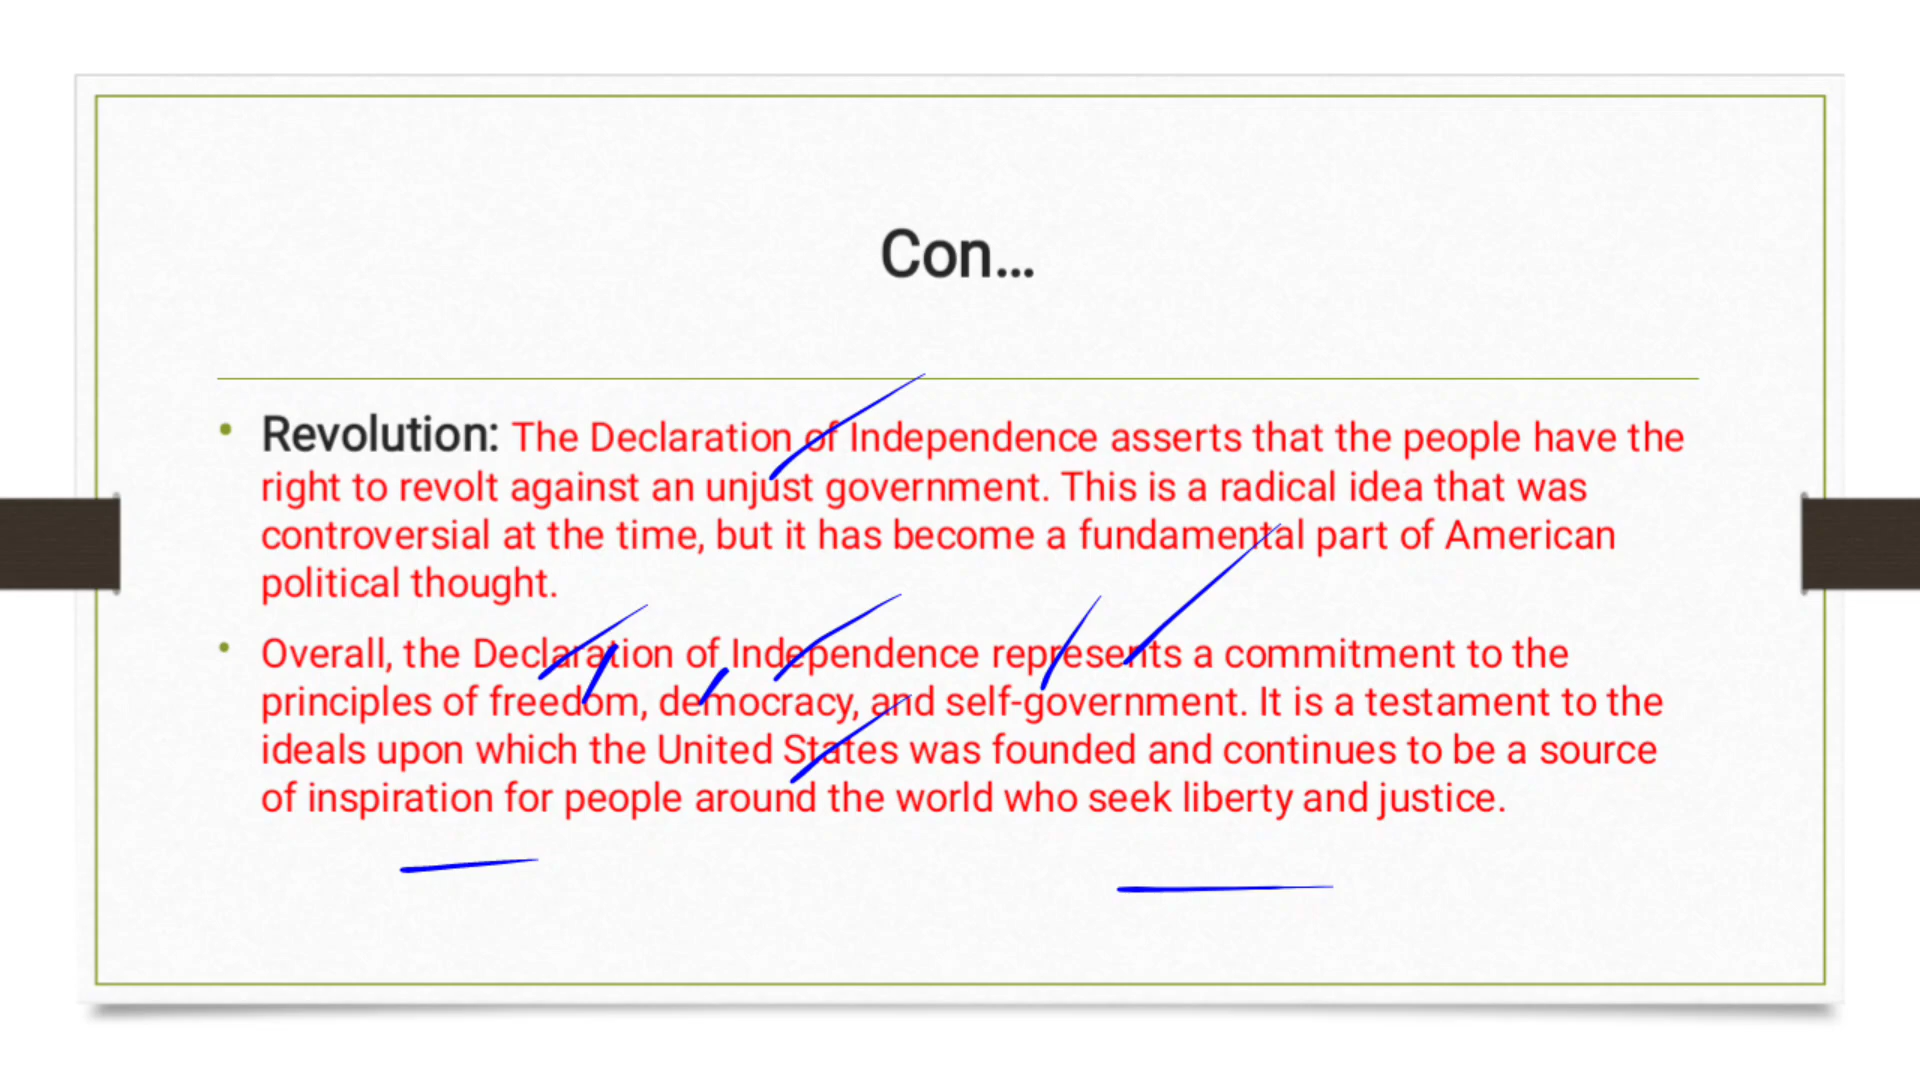 Con...
• Revolution: The Declaration of Independence asserts that the people have the
right to revolt against an unjust government. This is a radical idea that was
controversial at the time, but it has become a fundamental part of American
political thought.
• Overall, the Declaration of Independence represents a commitment to the
principles of freedom, democracy, and self-government. It is a testament to the
ideals upon which the United States was founded and continues to be a source
of inspiration for people around the world who seek liberty and justice.